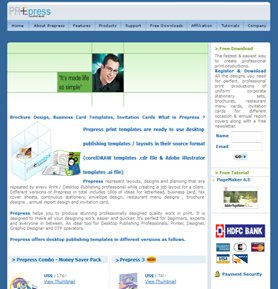 PREpress
Home
About Prepress
Features
Products
Support
Free Downloads
Affiliation
Tutorials
Company
"It's made life
so simple"
Brochure Design, Business Card Templates, Invitation Cards What is Prepress ?
Prepress print templates are ready to use desktop
publishing templates / layouts in their source format
(corelDRAW templates .cdr file & Adobe illustrator
templates .ai file)
Prepress represents layouts, designs and planning that are
repeated by every Print / Desktop Publishing professional while creating a job layout for a client.
Different versions of Prepress in total includes 100s of ideas for letterhead, business card, fax
cover sheets, continuous stationery, envelope design, restaurant menu design , brochure
designs , annual report design and invitation card.
Prepress helps you to produce stunning professionally designed quality work in print. It is
designed to make all your designing work easier and quicker. It's perfect for beginners, experts
and everyone in between. An ideal tool for Desktop Publishing Professionals, Printer, Designer,
Graphic Designer and DTP operators.
Prepress offers desktop publishing templates in different versions as follows.
> Prepress Combo - Money Saver Pack
> Prepress 3
US$
US$
View Thumbnail
View Thumbnail
> Free Download
The fastest & easiest way
to create professional
print productions.
Register & Download
All the designs you need
for perfect, professional
print productions of
uniform corporate
stationery sets,
brochures, restaurant
menu cards, invitation
cards for different
occasion & annual report
covers along with a free
newsletter.
Name:
Email:
GO
> Free Tutorial
PageMaker 6.5
HDFC BANK
Payment Security